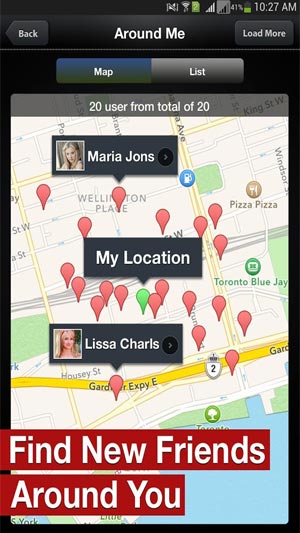 41% 10:27 AM
Back
Around Me
Load More
Map
List
20 user from total of 20
Maria Jons
WELLINGTON
PLACE
Pizza Pizza
My Location
Toronto Blue Jay
Lissa Charls
2
Housey St
Gardiner Expy E
Find New Friends
Around You